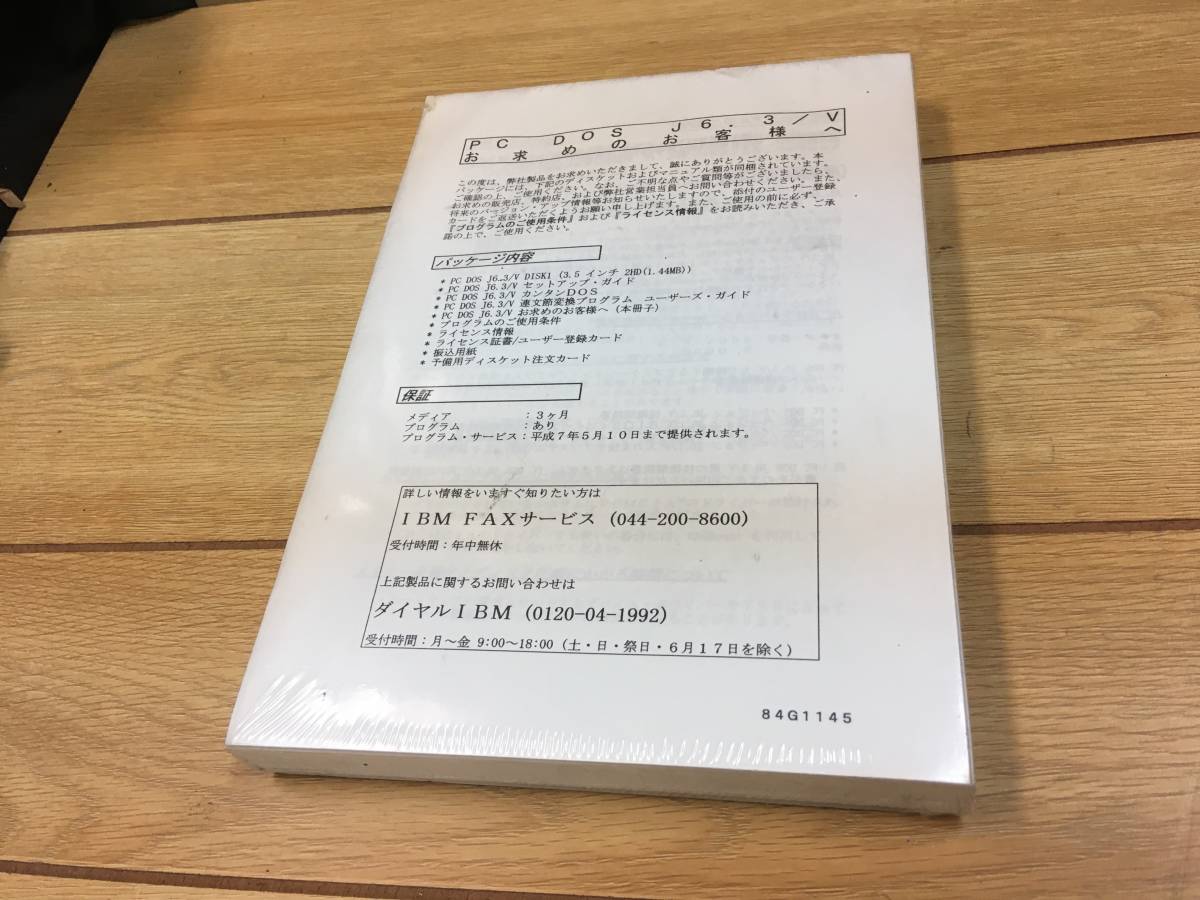 PC DOS J6.3/V
お求めのお客様へ
この度は、弊社製品をお求めいただきまして、誠にありがとうございます。本
パッケージには、下記のディスケットおよびマニュアル類が同梱されています。
ご確認の上、ご使用ください。なお、ご不明な点やご質問等がございましたら、
お求めの販売店、特約店、および弊社営業担当員へお問い合わせください。また、
将来のバージョン・アップ情報等お知らせいたしますので、添付のユーザー登録
カードをご返送いただくようお願い申し上げます。また、ご使用の前に必ず、
『プログラムのご使用条件』および『ライセンス情報』をお読みいただき、ご承
諾の上で、ご使用ください。
パッケージ内容
* PC DOS J6.3/V DISK1 (3.5 インチ 2HD(1.44MB))
* PC DOS J6.3/V セットアップ・ガイド
* PC DOS J6.3/V カンタンDOS
* PC DOS J6.3/V 連文節変換プログラム ユーザーズ・ガイド
* PC DOS J6.3/V お求めのお客様へ (本冊子)
* プログラムのご使用条件
* ライセンス情報
* ライセンス証書/ユーザー登録カード
* 振込用紙
* 予備用ディスケット注文カード
保証
メディア :3ヶ月
プログラム :あり
プログラム・サービス:平成7年5月10日まで提供されます。
詳しい情報をいますぐ知りたい方は
IBM FAXサービス (044-200-8600)
受付時間:年中無休
上記製品に関するお問い合わせは
ダイヤルIBM (0120-04-1992)
受付時間:月~金 9:00~18:00 (土・日・祭日・6月17日を除く)
84G1145